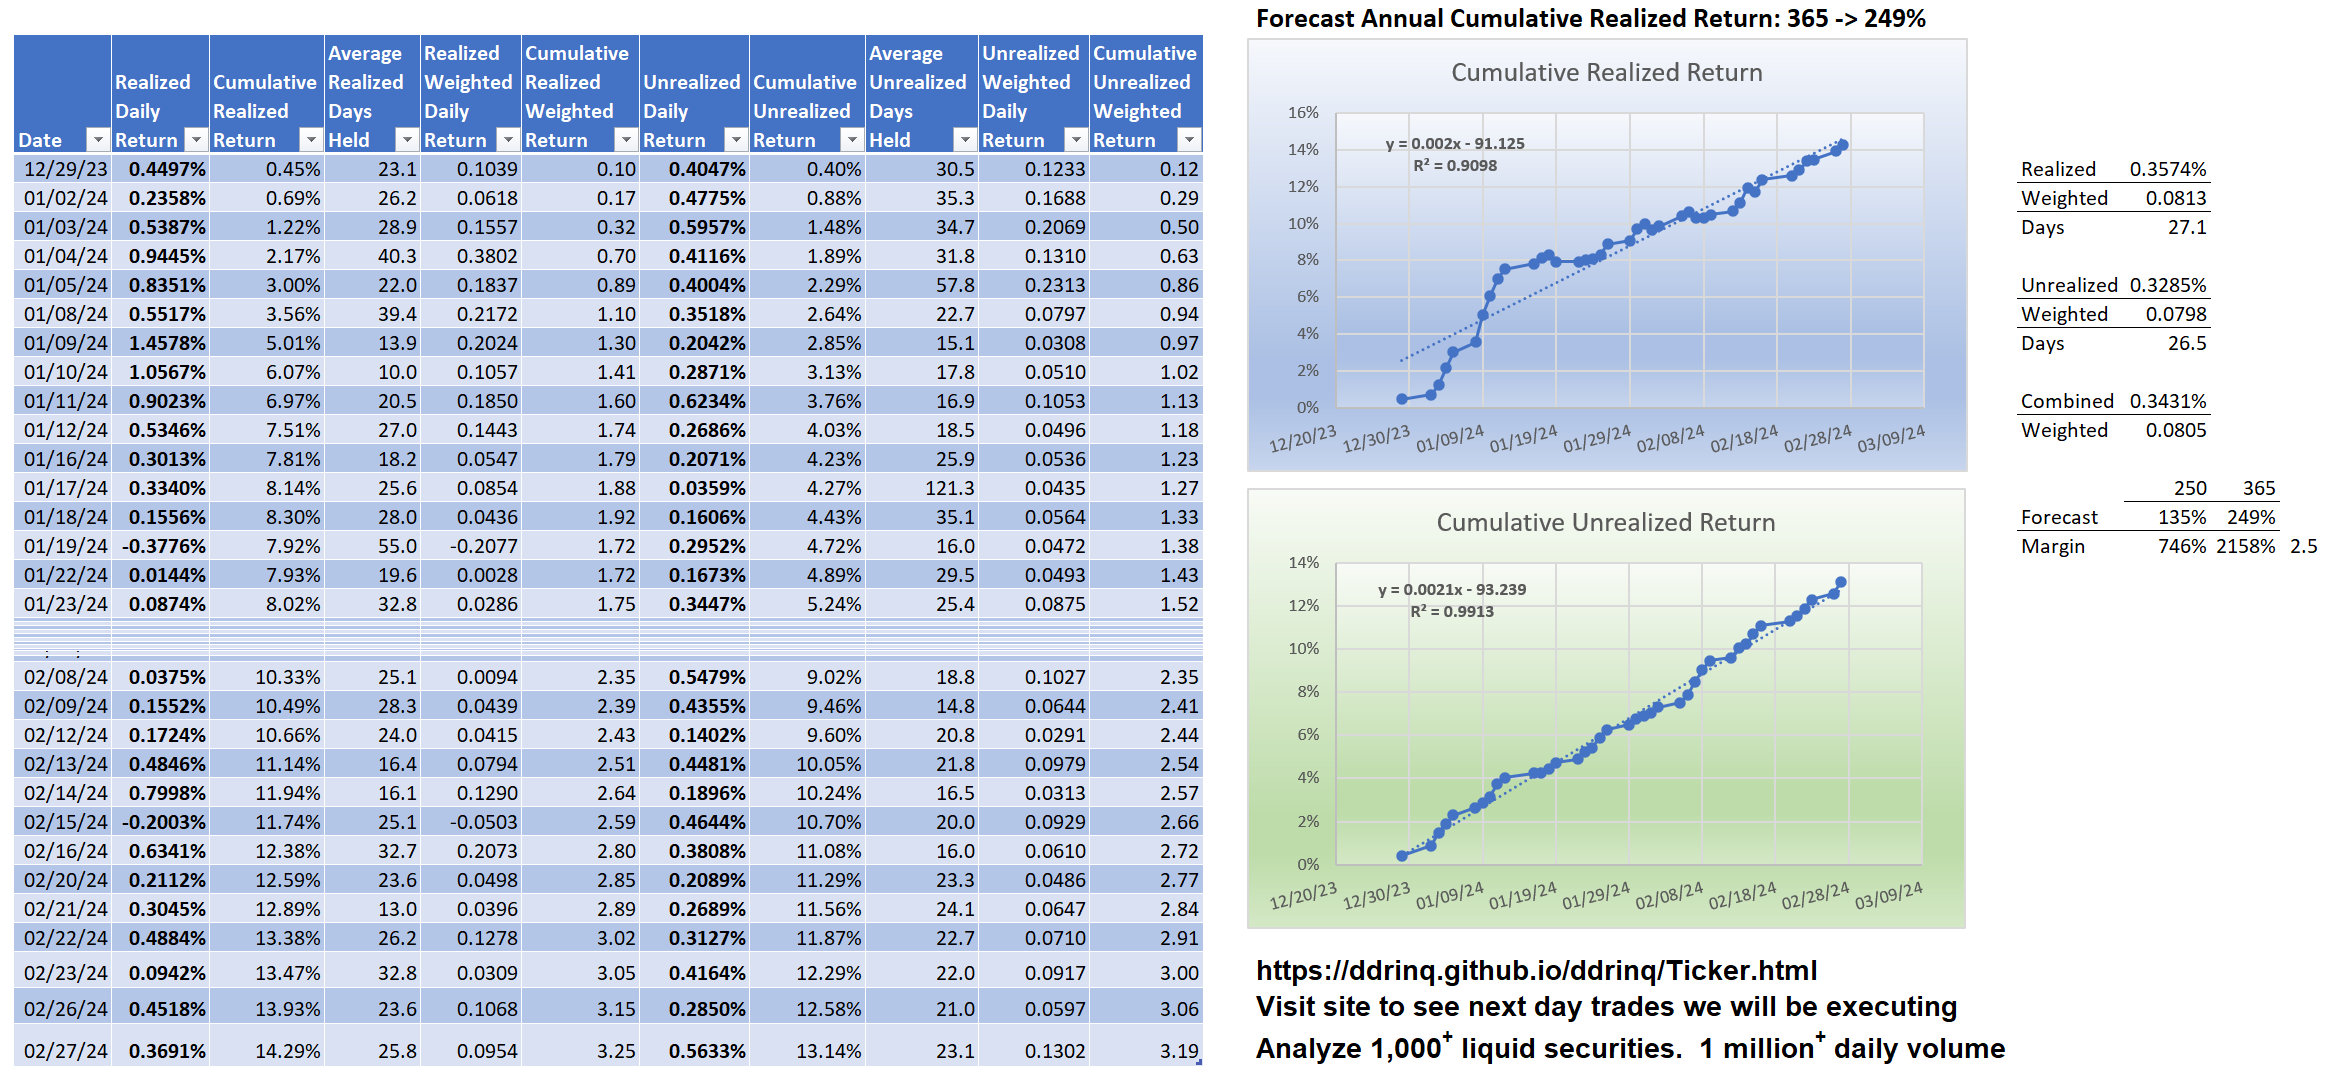 Forecast Annual Cumulative Realized Return: 365 -> 249%
Date Realized Daily Return Cumulative Realized Return Average Realized Days Held Realized Weighted Daily Return Cumulative Realized Weighted Return Unrealized Daily Return Cumulative Unrealized Return Average Unrealized Days Held Unrealized Weighted Daily Return Cumulative Unrealized Weighted Return
12/29/23 0.4497% 0.45% 23.1 0.1039 0.10 0.4047% 0.40% 30.5 0.1233 0.12
01/02/24 0.2358% 0.69% 26.2 0.0618 0.17 0.4775% 0.88% 35.3 0.1688 0.29
01/03/24 0.5387% 1.22% 28.9 0.1557 0.32 0.5957% 1.48% 34.7 0.2069 0.50
01/04/24 0.9445% 2.17% 40.3 0.3802 0.70 0.4116% 1.89% 31.8 0.1310 0.63
01/05/24 0.8351% 3.00% 22.0 0.1837 0.89 0.4004% 2.29% 57.8 0.2313 0.86
01/08/24 0.5517% 3.56% 39.4 0.2172 1.10 0.3518% 2.64% 22.7 0.0797 0.94
01/09/24 1.4578% 5.01% 13.9 0.2024 1.30 0.2042% 2.85% 15.1 0.0308 0.97
01/10/24 1.0567% 6.07% 10.0 0.1057 1.41 0.2871% 3.13% 17.8 0.0510 1.02
01/11/24 0.9023% 6.97% 20.5 0.1850 1.60 0.6234% 3.76% 16.9 0.1053 1.13
01/12/24 0.5346% 7.51% 27.0 0.1443 1.74 0.2686% 4.03% 18.5 0.0496 1.18
01/16/24 0.3013% 7.81% 18.2 0.0547 1.79 0.2071% 4.23% 25.9 0.0536 1.23
01/17/24 0.3340% 8.14% 25.6 0.0854 1.88 0.0359% 4.27% 121.3 0.0435 1.27
01/18/24 0.1556% 8.30% 28.0 0.0436 1.92 0.1606% 4.43% 35.1 0.0564 1.33
01/19/24 -0.3776% 7.92% 55.0 -0.2077 1.72 0.2952% 4.72% 16.0 0.0472 1.38
01/22/24 0.0144% 7.93% 19.6 0.0028 1.72 0.1673% 4.89% 29.5 0.0493 1.43
01/23/24 0.0874% 8.02% 32.8 0.0286 1.75 0.3447% 5.24% 25.4 0.0875 1.52
02/08/24 0.0375% 10.33% 25.1 0.0094 2.35 0.5479% 9.02% 18.8 0.1027 2.35
02/09/24 0.1552% 10.49% 28.3 0.0439 2.39 0.4355% 9.46% 14.8 0.0644 2.41
02/12/24 0.1724% 10.66% 24.0 0.0415 2.43 0.1402% 9.60% 20.8 0.0291 2.44
02/13/24 0.4846% 11.14% 16.4 0.0794 2.51 0.4481% 10.05% 21.8 0.0979 2.54
02/14/24 0.7998% 11.94% 16.1 0.1290 2.64 0.1896% 10.24% 16.5 0.0313 2.57
02/15/24 -0.2003% 11.74% 25.1 -0.0503 2.59 0.4644% 10.70% 20.0 0.0929 2.66
02/16/24 0.6341% 12.38% 32.7 0.2073 2.80 0.3808% 11.08% 16.0 0.0610 2.72
02/20/24 0.2112% 12.59% 23.6 0.0498 2.85 0.2089% 11.29% 23.3 0.0486 2.77
02/21/24 0.3045% 12.89% 13.0 0.0396 2.89 0.2689% 11.56% 24.1 0.0647 2.84
02/22/24 0.4884% 13.38% 26.2 0.1278 3.02 0.3127% 11.87% 22.7 0.0710 2.91
02/23/24 0.0942% 13.47% 32.8 0.0309 3.05 0.4164% 12.29% 22.0 0.0917 3.00
02/26/24 0.4518% 13.93% 23.6 0.1068 3.15 0.2850% 12.58% 21.0 0.0597 3.06
02/27/24 0.3691% 14.29% 25.8 0.0954 3.25 0.5633% 13.14% 23.1 0.1302 3.19
Cumulative Realized Return
y = 0.002x - 91.125
R² = 0.9098
16%
14%
12%
10%
8%
6%
4%
2%
0%
12/20/23 12/30/23 01/09/24 01/19/24 01/29/24 02/08/24 02/18/24 02/28/24 03/09/24
Cumulative Unrealized Return
y = 0.0021x - 93.239
R² = 0.9913
14%
12%
10%
8%
6%
4%
2%
0%
12/20/23 12/30/23 01/09/24 01/19/24 01/29/24 02/08/24 02/18/24 02/28/24 03/09/24
Realized 0.3574%
Weighted 0.0813
Days 27.1
Unrealized 0.3285%
Weighted 0.0798
Days 26.5
Combined 0.3431%
Weighted 0.0805
250 365
Forecast 135% 249%
Margin 746% 2158% 2.5
https://ddrinq.github.io/ddrinq/Ticker.html
Visit site to see next day trades we will be executing
Analyze 1,000⁺ liquid securities. 1 million⁺ daily volume